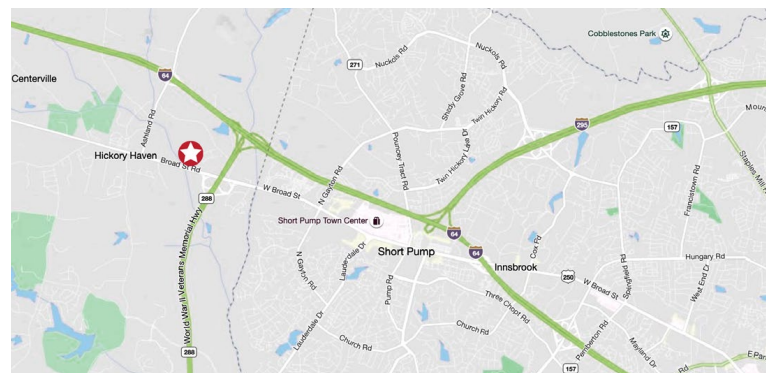 Cobblestones Park
Nuckols Rd
Nuckols Rd
271
Centerville
64
Shady Grove Rd
Ashland Rd
Twin Hickory Rd
295
157
Staples Mill R
Pouncey Tract Rd
Twin Hickory Lake Dr
Hickory Haven
Broad St Rd
N Gayton Rd
W Broad St
288
Francistown Rd
Short Pump Town Center
World War II Veterans Memorial Hwy
64
Short Pump
64
Cox Rd
Lauderdale Dr
N Gayton Rd
Innsbrook
Hungary Rd
250
W Broad St
Springfield Rd
West End Dr
Pump Rd
Three Chopt Rd
Lauderdale Dr
Church Rd
Church Rd
Pemberton Rd
Mayland Dr
288
157
E Par
Rd